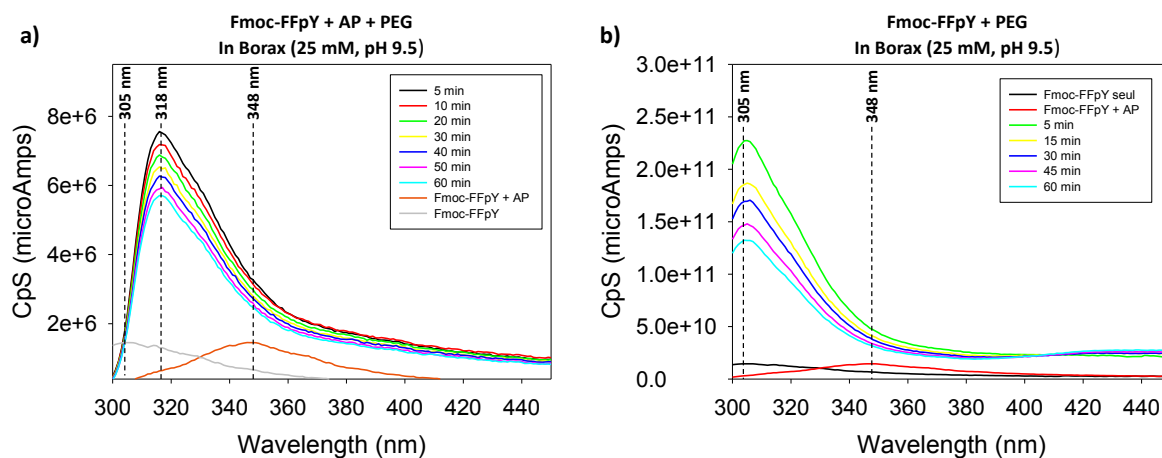 a)
Fmoc-FFpY + AP + PEG
In Borax (25 mM, pH 9.5)
305 nm
318 nm
348 nm
5 min
10 min
20 min
30 min
40 min
50 min
60 min
Fmoc-FFpY + AP
Fmoc-FFpY
8e+6
6e+6
4e+6
2e+6
CpS (microAmps)
300 320 340 360 380 400 420 440
Wavelength (nm)
b)
Fmoc-FFpY + PEG
In Borax (25 mM, pH 9.5)
305 nm
348 nm
Fmoc-FFpY seul
Fmoc-FFpY + AP
5 min
15 min
30 min
45 min
60 min
3.0e+11
2.5e+11
2.0e+11
1.5e+11
1.0e+11
5.0e+10
0.0
CpS (microAmps)
300 320 340 360 380 400 420 440
Wavelength (nm)